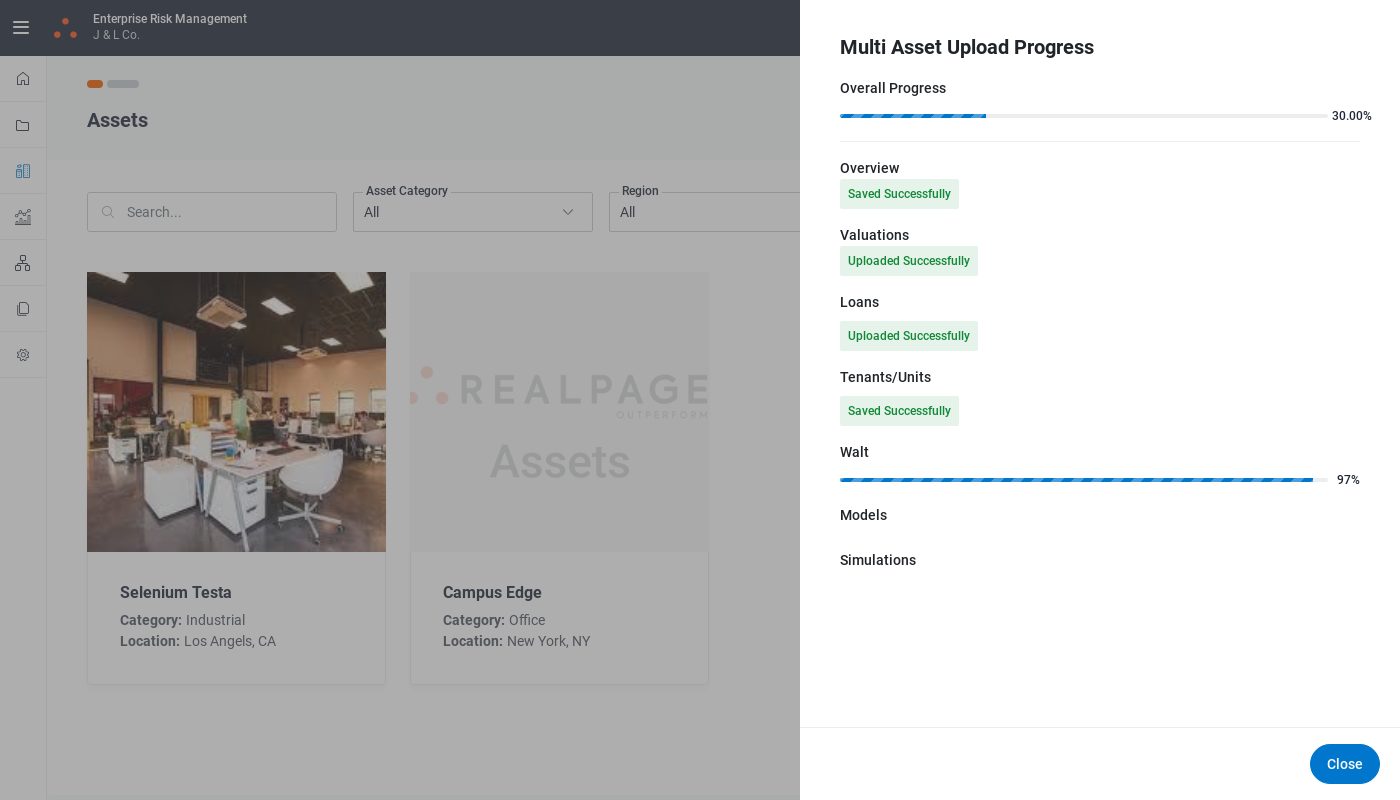 Enterprise Risk Management
J & L Co.
Assets
Search...
Asset Category
All
Region
All
REALPAGE
OUTPERFORM
Assets
Selenium Testa
Category: Industrial
Location: Los Angels, CA
Campus Edge
Category: Office
Location: New York, NY
Multi Asset Upload Progress
Overall Progress
30.00%
Overview
Saved Successfully
Valuations
Uploaded Successfully
Loans
Uploaded Successfully
Tenants/Units
Saved Successfully
Walt
97%
Models
Simulations
Close